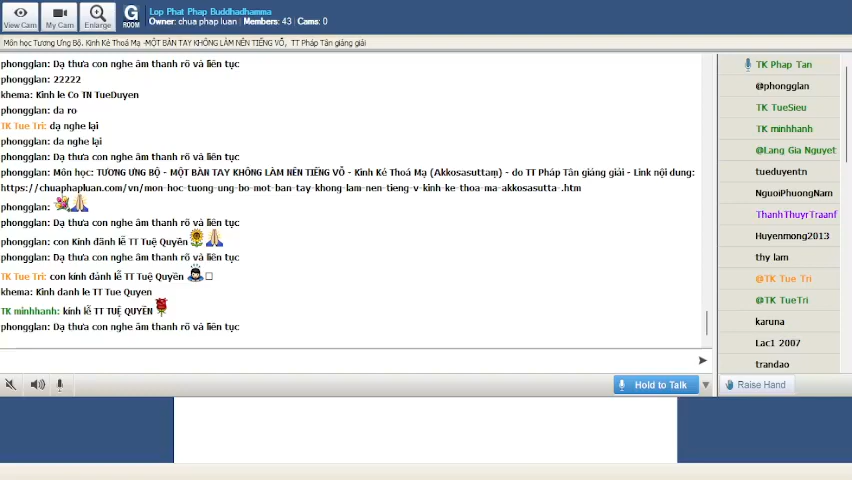 View Cam
My Cam
Enlarge
G
ROOM
Lop Phat Phap Buddhadhamma
Owner: chua phap luan Members: 43 Cams: 0
Môn học Tương Ưng Bộ. Kinh Kẻ Thoá Mạ -MỘT BÀN TAY KHÔNG LÀM NÊN TIẾNG VỖ, TT Pháp Tân giảng giải
phongglan: Dạ thưa con nghe âm thanh rõ và liên tục
phongglan: 22222
khema: Kinh le Co TN TueDuyen
phongglan: da ro
TK Tue Tri: dạ nghe lại
phongglan: da nghe lại
phongglan: Dạ thưa con nghe âm thanh rõ và liên tục
phongglan: Môn học: TƯƠNG ƯNG BỘ - MỘT BÀN TAY KHÔNG LÀM NÊN TIẾNG VỖ - Kinh Kẻ Thoá Mạ (Akkosasuttaṃ) - do TT Pháp Tân giảng giải - Link nội dung:
https://chuaphapluan.com/vn/mon-hoc-tuong-ung-bo-mot-ban-tay-khong-lam-nen-tieng-v-kinh-ke-thoa-ma-akkosasutta-.htm
phongglan:
phongglan: Dạ thưa con nghe âm thanh rõ và liên tục
phongglan: con Kính đãnh lễ TT Tuệ Quyền
phongglan: Dạ thưa con nghe âm thanh rõ và liên tục
TK Tue Tri: con kính đảnh lễ TT Tuệ Quyền
khema: Kinh danh le TT Tue Quyen
TK minhhanh: kính lễ TT TUỆ QUYỀN
phongglan: Dạ thưa con nghe âm thanh rõ và liên tục
Hold to Talk
TK Phap Tan
@phongglan
TK TueSieu
TK minhhanh
@Lang Gia Nguyet
tueduyentn
NguoiPhuongNam
ThanhThuyrTraanf
Huyenmong2013
thy lam
@TK Tue Tri
@TK TueTri
karuna
Lac1 2007
trandao
Raise Hand